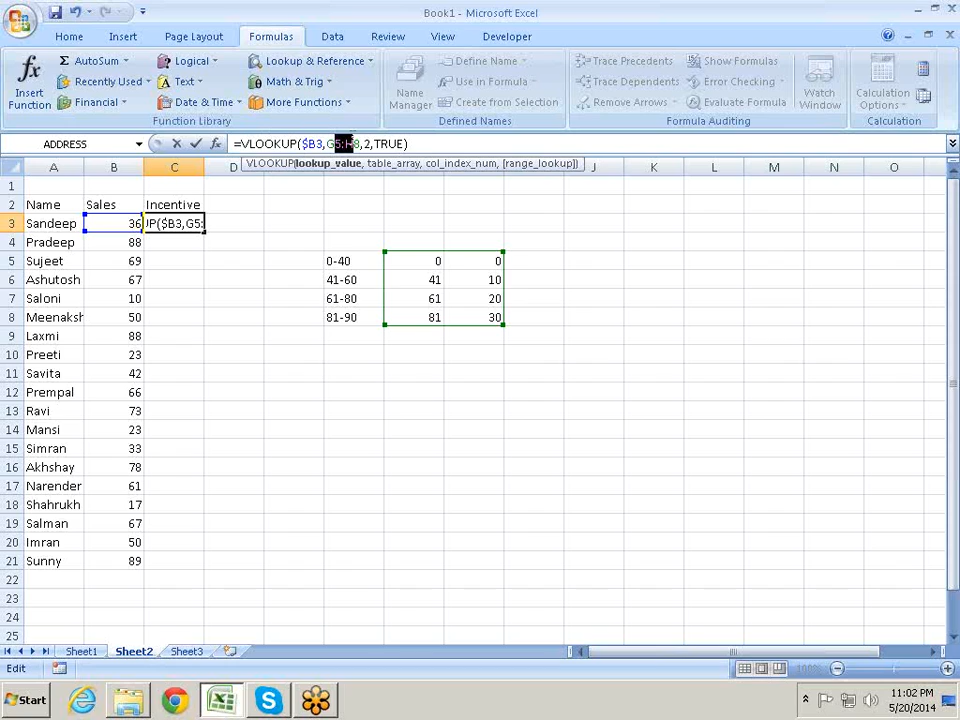 Book1 - Microsoft Excel
Home Insert Page Layout Formulas Data Review View Developer
fx Insert Function
Σ AutoSum Logical Lookup & Reference
Recently Used Text Math & Trig
Financial Date & Time More Functions
Function Library
Name Manager
Define Name
Use in Formula
Create from Selection
Defined Names
Trace Precedents Show Formulas
Trace Dependents Error Checking
Remove Arrows Evaluate Formula
Formula Auditing
Watch Window
Calculation Options
Calculation
ADDRESS fx =VLOOKUP($B3,G5:H8,2,TRUE)
VLOOKUP(lookup_value, table_array, col_index_num, [range_lookup])
A B C D J K L M N O
1
2 Name Sales Incentive
3 Sandeep 36 UP($B3,G5:
4 Pradeep 88
5 Sujeet 69 0-40 0 0
6 Ashutosh 67 41-60 41 10
7 Saloni 10 61-80 61 20
8 Meenaksh 50 81-90 81 30
9 Laxmi 88
10 Preeti 23
11 Savita 42
12 Prempal 66
13 Ravi 73
14 Mansi 23
15 Simran 33
16 Akhshay 78
17 Narender 61
18 Shahrukh 17
19 Salman 67
20 Imran 50
21 Sunny 89
22
23
24
25
Sheet1 Sheet2 Sheet3
Edit 100%
Start
11:02 PM
5/20/2014